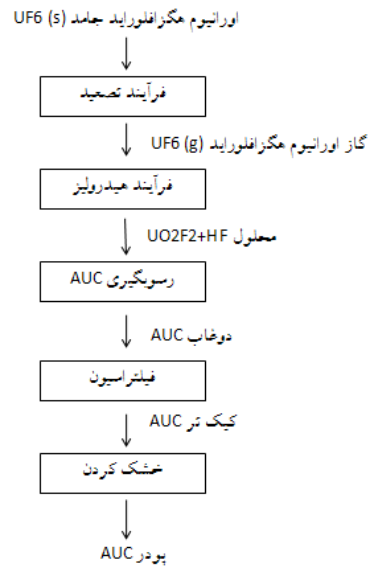 اورانیوم هگزافلوراید جامد UF6 (s)
فرآیند تصعید
گاز اورانیوم هگزافلوراید UF6 (g)
فرآیند هیدرولیز
محلول UO2F2+HF
رسوبگیری AUC
دوغاب AUC
فیلتراسیون
کیک تر AUC
خشک کردن
پودر AUC